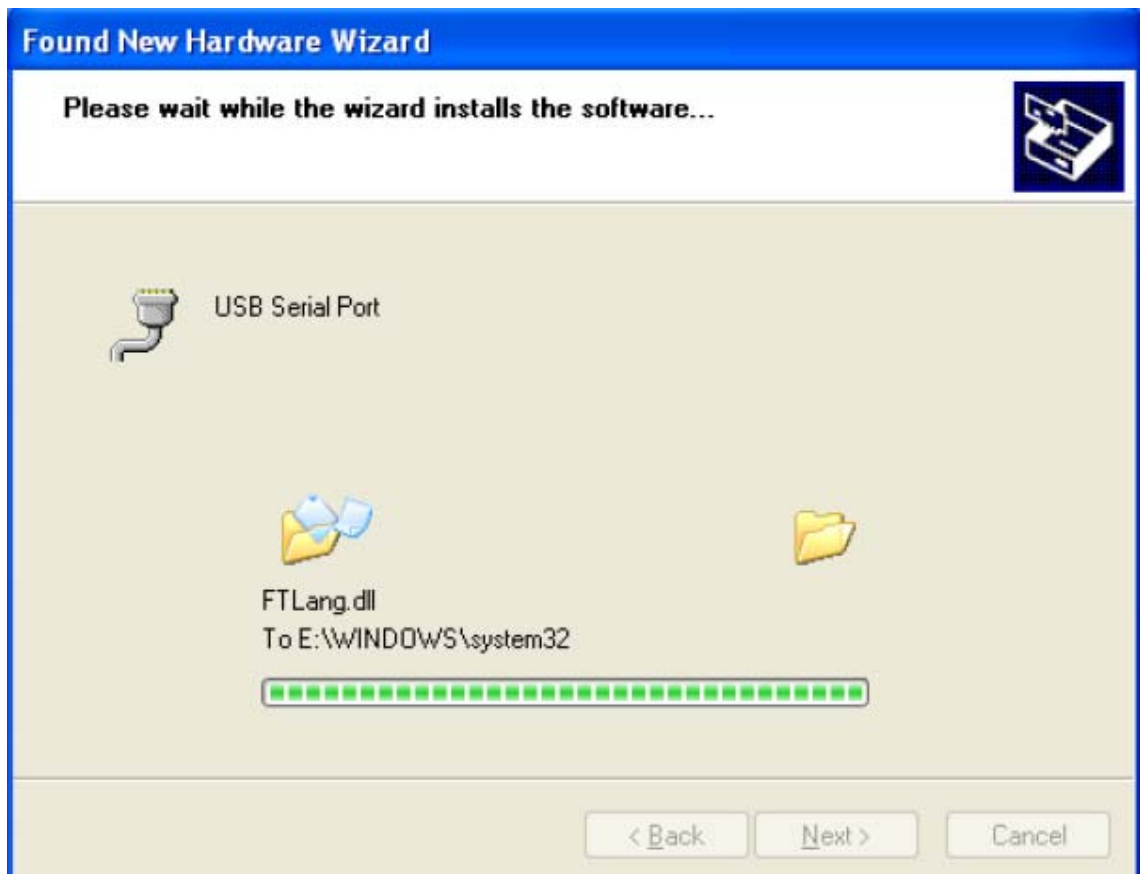 Found New Hardware Wizard
Please wait while the wizard installs the software...
USB Serial Port
FTLang.dll
To E:\WINDOWS\system32
< Back
Next >
Cancel